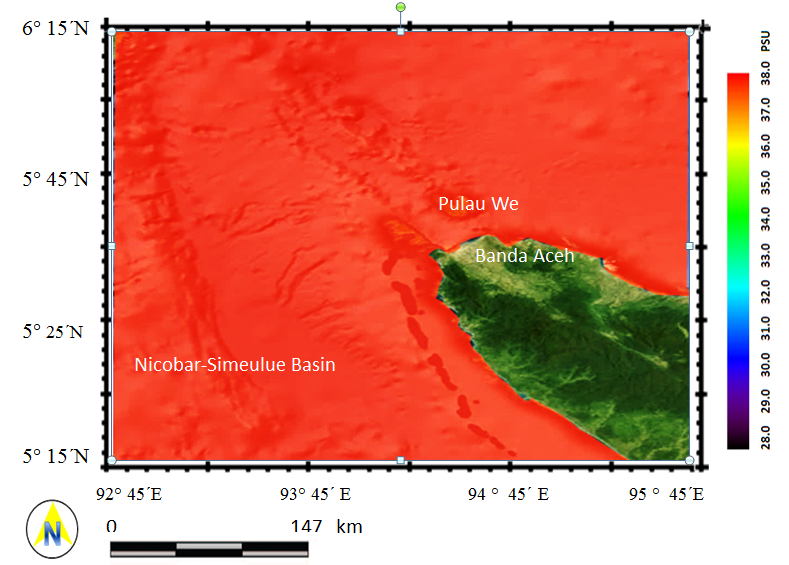 6° 15´N
5° 45´N
5° 25´N
5° 15´N
Pulau We
Banda Aceh
Nicobar-Simeulue Basin
92° 45´E
93° 45´ E
94 ° 45´ E
95 ° 45´E
PSU
38.0
37.0
36.0
35.0
34.0
33.0
32.0
31.0
30.0
29.0
28.0
N
0 147 km